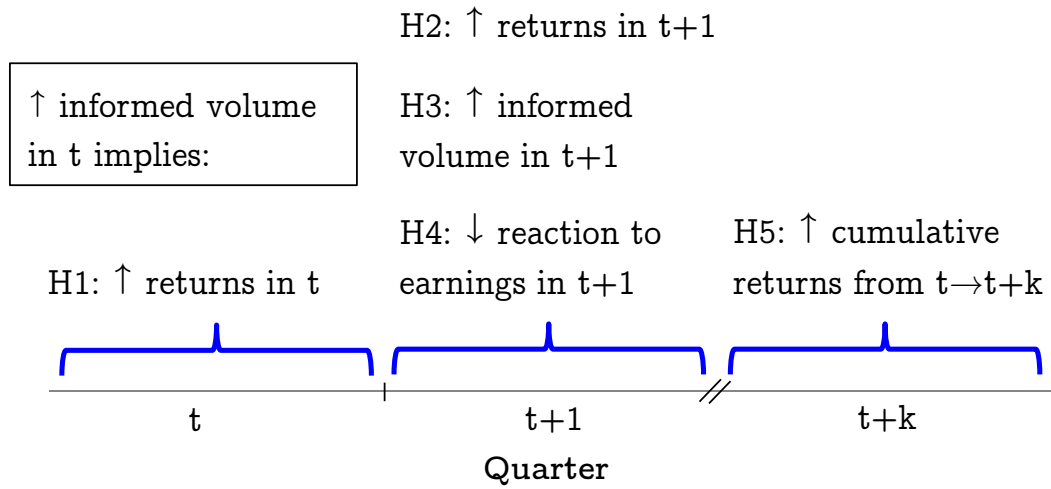 ↑ informed volume
in t implies:
H1: ↑ returns in t
H2: ↑ returns in t+1
H3: ↑ informed
volume in t+1
H4: ↓ reaction to
earnings in t+1
H5: ↑ cumulative
returns from t→t+k
t
t+1
t+k
Quarter